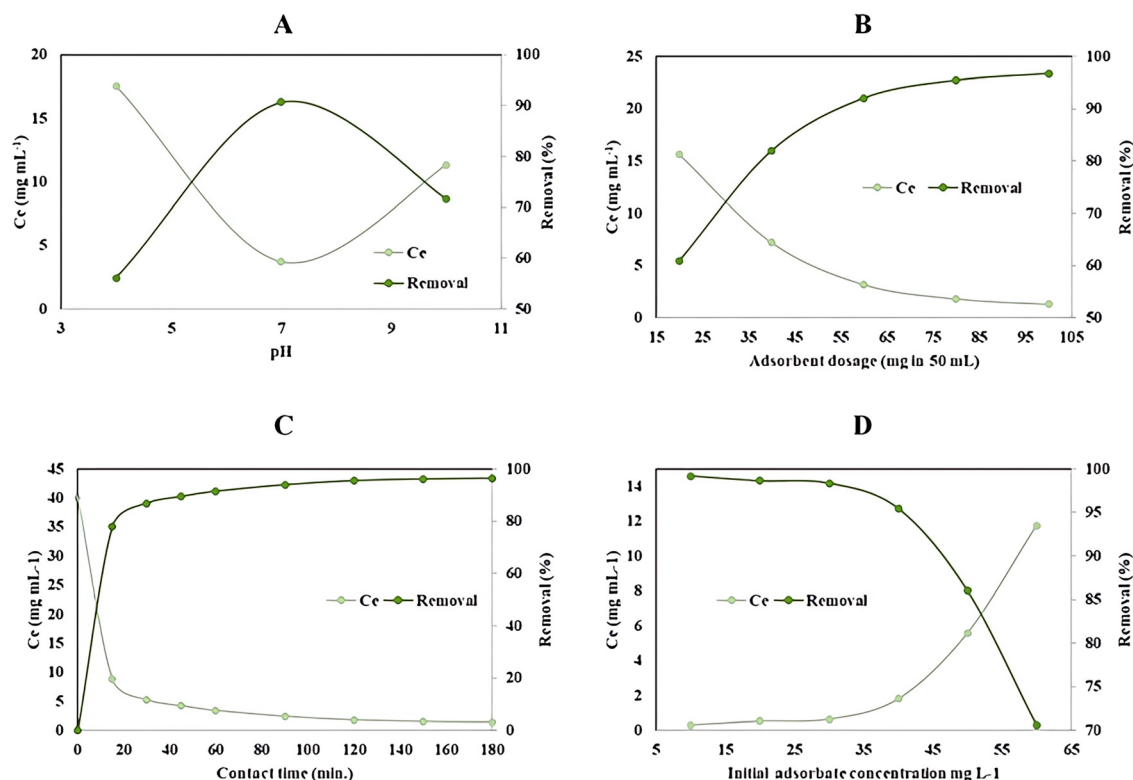 A
20
15
10
5
0
Ce (mg mL-1)
100
90
80
70
60
50
Removal (%)
Ce
Removal
3 5 7 9 11
pH
B
25
20
15
10
5
0
Ce (mg mL-1)
100
90
80
70
60
50
Removal (%)
Ce Removal
15 25 35 45 55 65 75 85 95 105
Adsorbent dosage (mg in 50 mL)
C
45
40
35
30
25
20
15
10
5
0
Ce (mg mL-1)
100
80
60
40
20
0
Removal (%)
Ce Removal
0 20 40 60 80 100 120 140 160 180
Contact time (min.)
D
14
12
10
8
6
4
2
0
Ce (mg mL-1)
100
95
90
85
80
75
70
Removal (%)
Ce Removal
5 15 25 35 45 55 65
Initial adsorbate concentration mg L-1